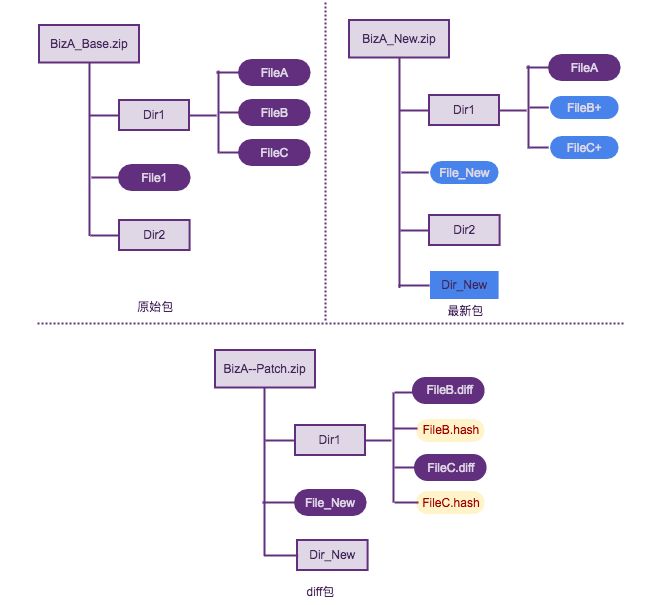 BizA_Base.zip
Dir1
FileA
FileB
FileC
File1
Dir2
原始包
BizA_New.zip
Dir1
FileA
FileB+
FileC+
File_New
Dir2
Dir_New
最新包
BizA--Patch.zip
Dir1
FileB.diff
FileB.hash
FileC.diff
FileC.hash
File_New
Dir_New
diff包